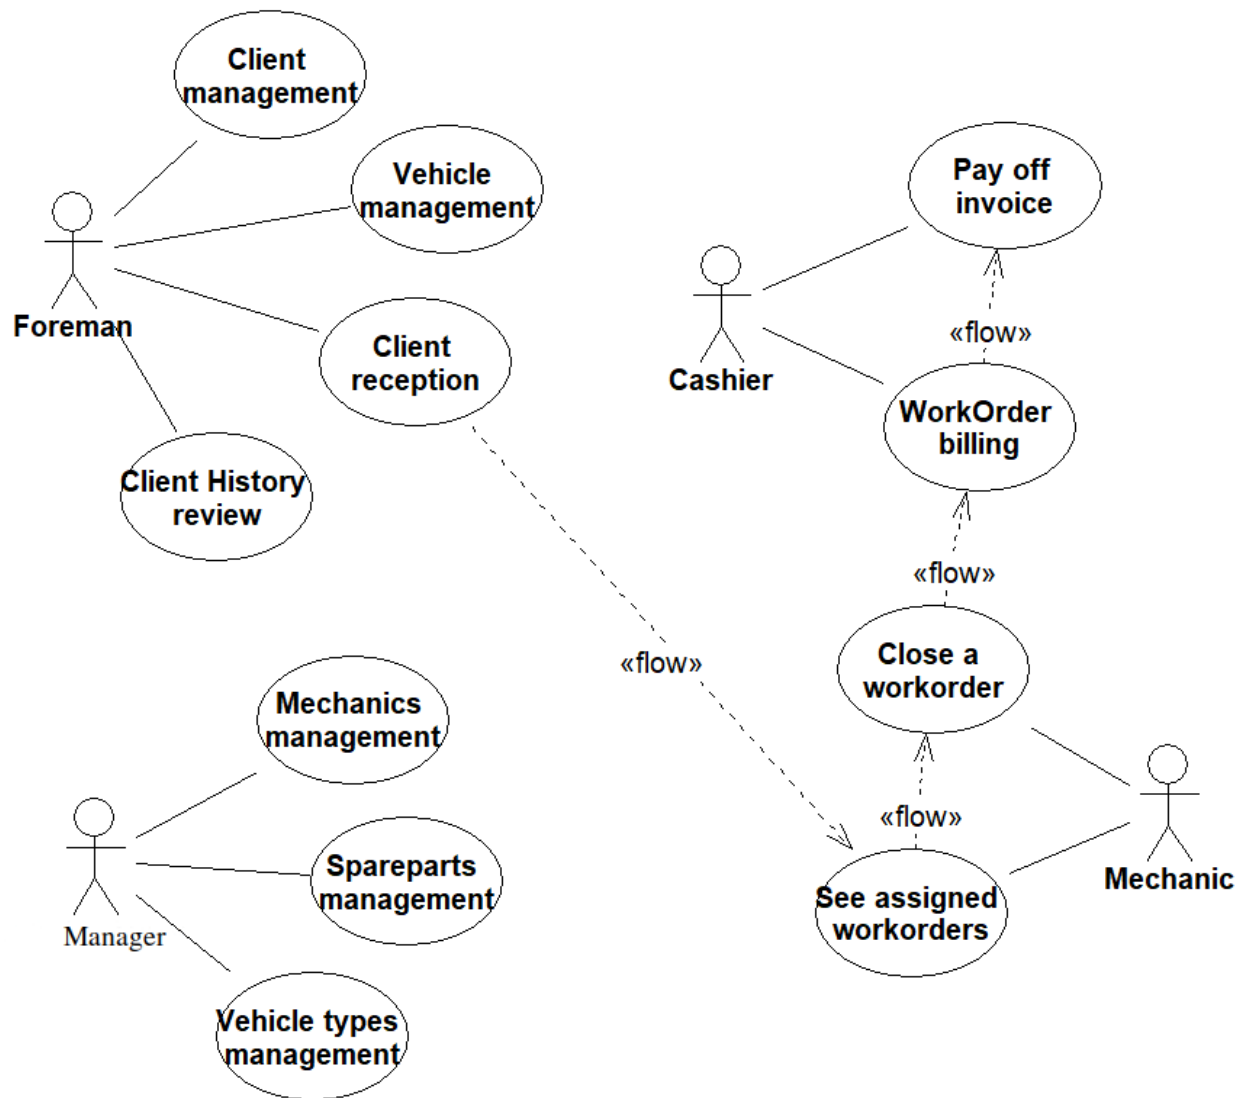 Client
management
Vehicle
management
Foreman
Client
reception
Client History
review
Pay off
invoice
«flow»
Cashier
WorkOrder
billing
«flow»
Close a
workorder
«flow»
Mechanics
management
«flow»
Mechanic
Spareparts
management
See assigned
workorders
Manager
Vehicle types
management